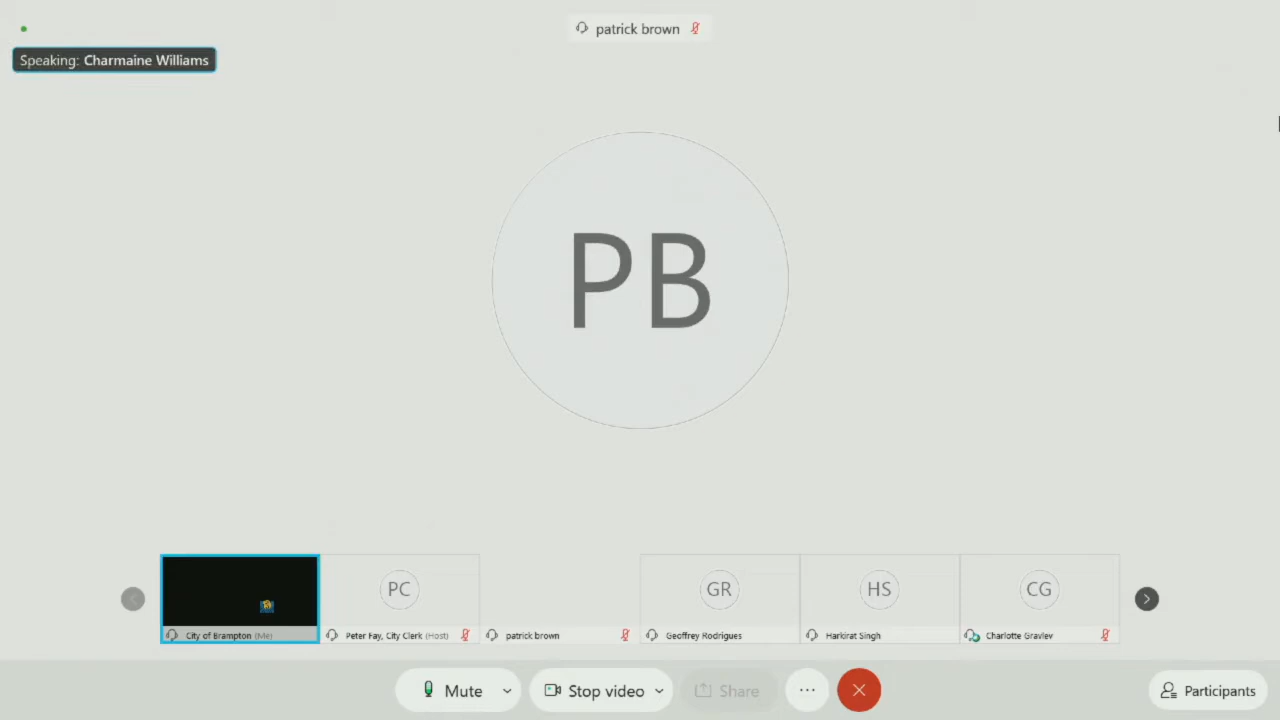 patrick brown
Speaking: Charmaine Williams
PB
PC
GR
HS
CG
City of Brampton (Me)
Peter Fay, City Clerk (Host)
patrick brown
Geoffrey Rodrigues
Harkirat Singh
Charlotte Gravlev
Mute
Stop video
Share
Participants